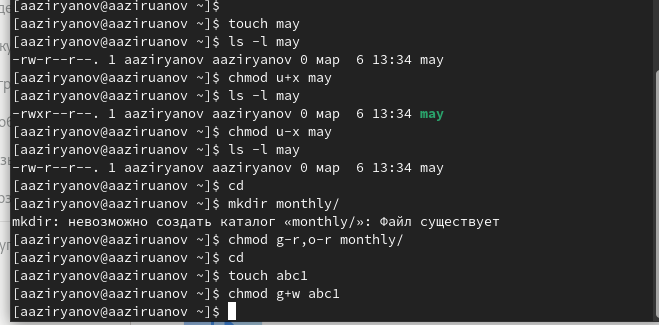 [aaziryanov@aaziruanov ~]$
[aaziryanov@aaziruanov ~]$ touch may
[aaziryanov@aaziruanov ~]$ ls -l may
-rw-r--r--. 1 aaziryanov aaziryanov 0 мар  6 13:34 may
[aaziryanov@aaziruanov ~]$ chmod u+x may
[aaziryanov@aaziruanov ~]$ ls -l may
-rwxr--r--. 1 aaziryanov aaziryanov 0 мар  6 13:34 may
[aaziryanov@aaziruanov ~]$ chmod u-x may
[aaziryanov@aaziruanov ~]$ ls -l may
-rw-r--r--. 1 aaziryanov aaziryanov 0 мар  6 13:34 may
[aaziryanov@aaziruanov ~]$ cd
[aaziryanov@aaziruanov ~]$ mkdir monthly/
mkdir: невозможно создать каталог «monthly/»: Файл существует
[aaziryanov@aaziruanov ~]$ chmod g-r,o-r monthly/
[aaziryanov@aaziruanov ~]$ cd
[aaziryanov@aaziruanov ~]$ touch abc1
[aaziryanov@aaziruanov ~]$ chmod g+w abc1
[aaziryanov@aaziruanov ~]$